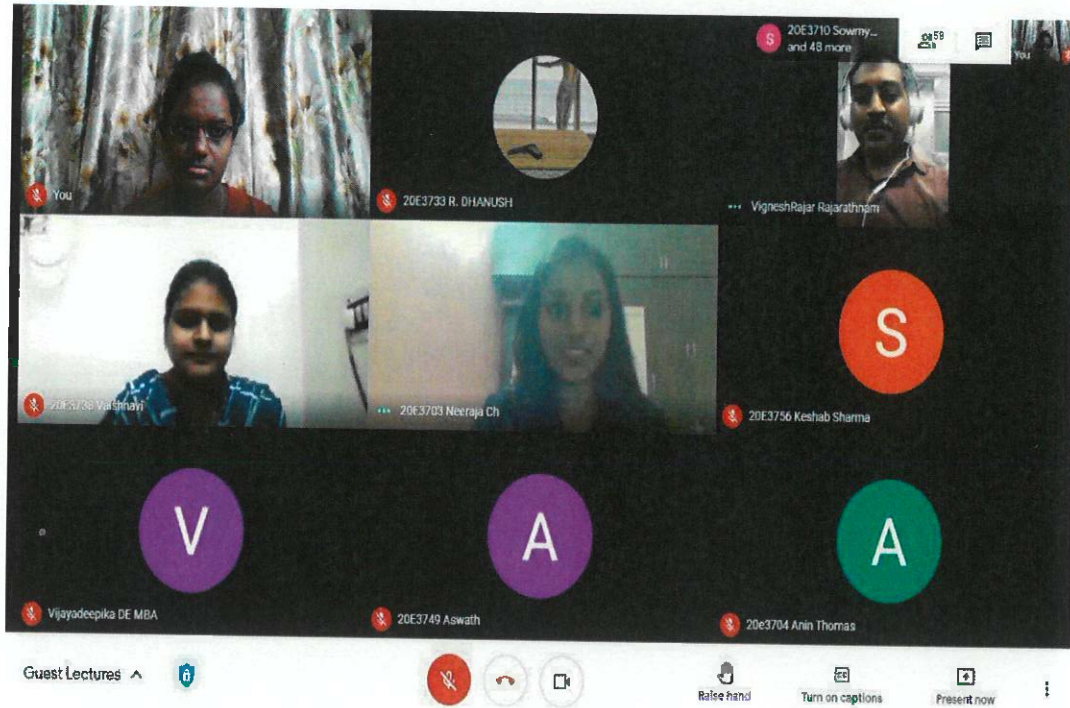 S
20E3710 Sowmy...
and 48 more
59
You
You
20E3733 R. DHANUSH
VigneshRajar Rajarathnam
20E3738 Vaishnavi
20E3703 Neeraja Ch
S
20E3756 Keshab Sharma
V
Vijayadeepika DE MBA
A
20E3749 Aswath
A
20e3704 Anin Thomas
Guest Lectures
Raise hand
Turn on captions
Present now